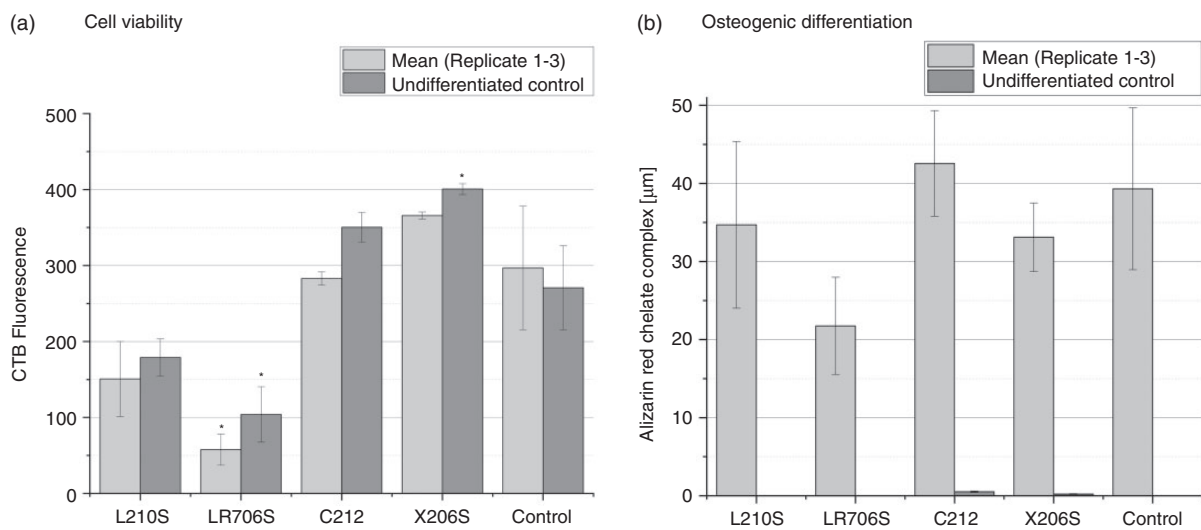 (a) Cell viability
Mean (Replicate 1-3)
Undifferentiated control
CTB Fluorescence
500
400
300
200
100
0
*
*
*
L210S LR706S C212 X206S Control
(b) Osteogenic differentiation
Mean (Replicate 1-3)
Undifferentiated control
Alizarin red chelate complex [µm]
50
40
30
20
10
0
L210S LR706S C212 X206S Control